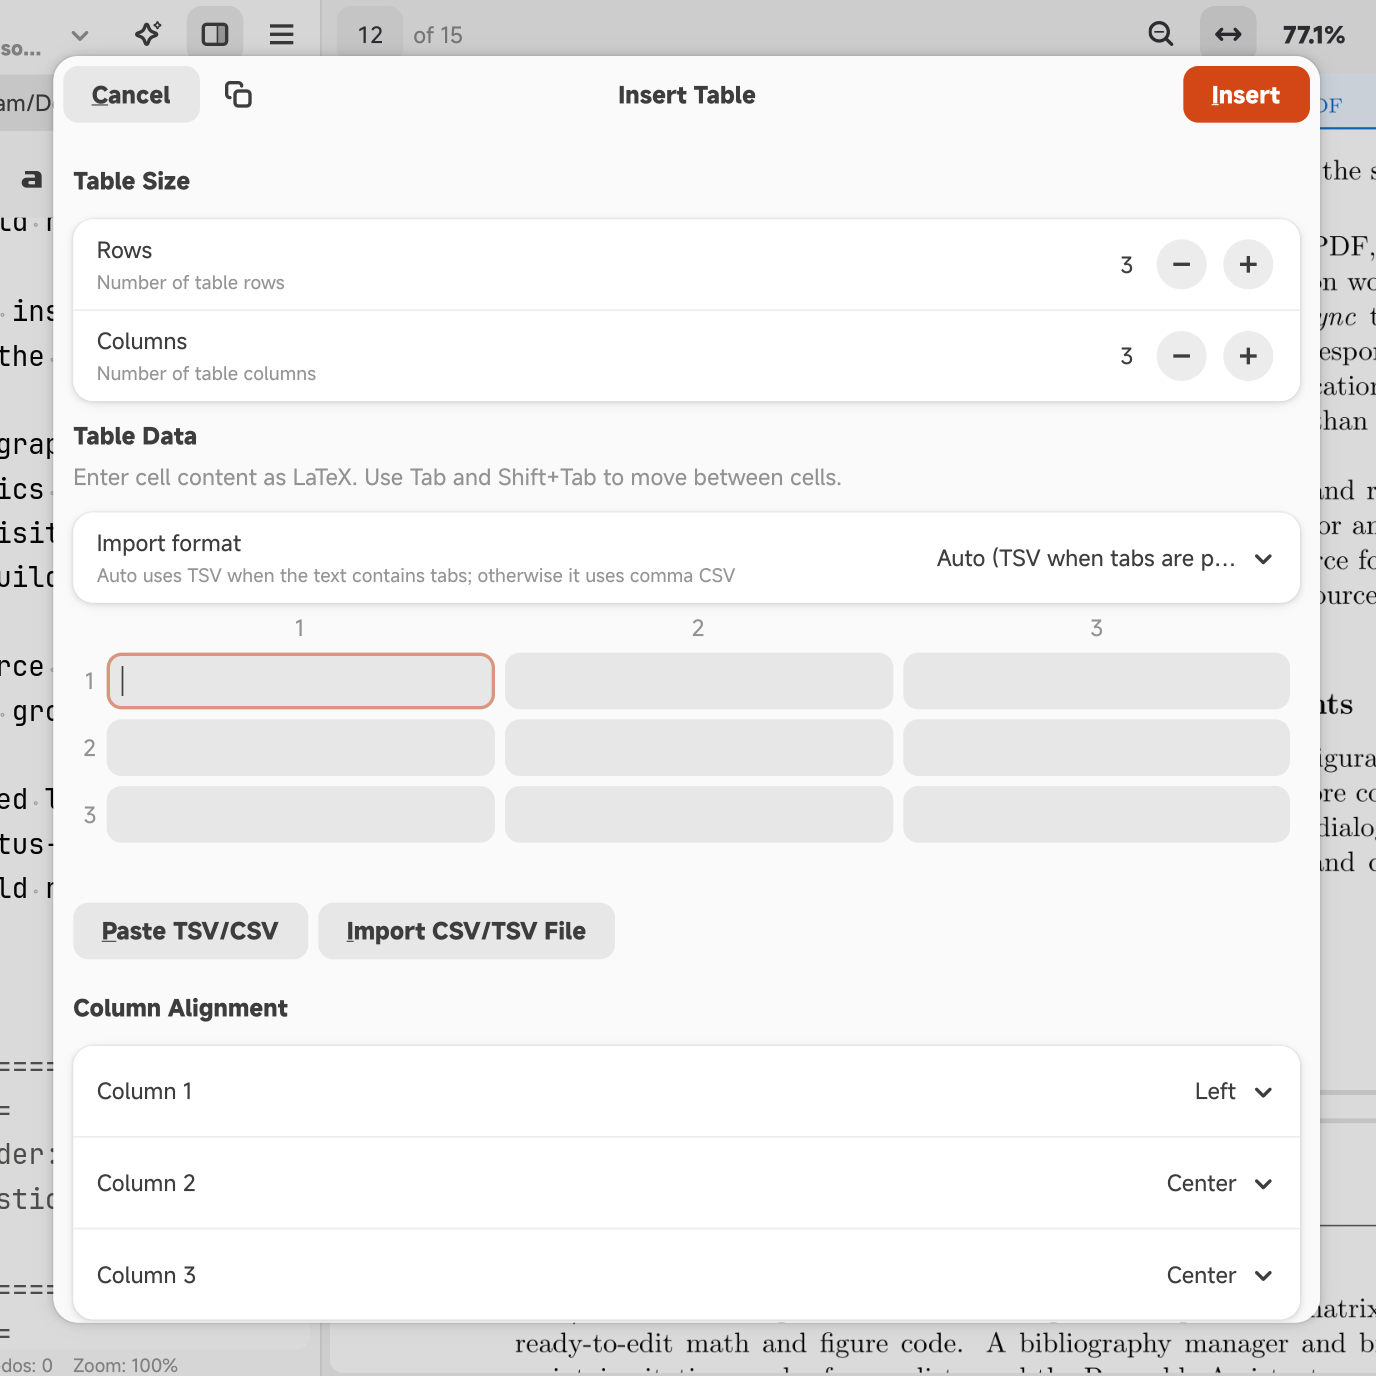 so...
12 of 15
77.1%
Cancel
Insert Table
Insert
Table Size
Rows
Number of table rows
3
Columns
Number of table columns
3
Table Data
Enter cell content as LaTeX. Use Tab and Shift+Tab to move between cells.
Import format
Auto uses TSV when the text contains tabs; otherwise it uses comma CSV
Auto (TSV when tabs are p...
1 2 3
1
2
3
Paste TSV/CSV
Import CSV/TSV File
Column Alignment
Column 1
Left
Column 2
Center
Column 3
Center
a
the
the s
PDF,
than
ready-to-edit math and figure code. A bibliography manager and b
dos: 0 Zoom: 100%